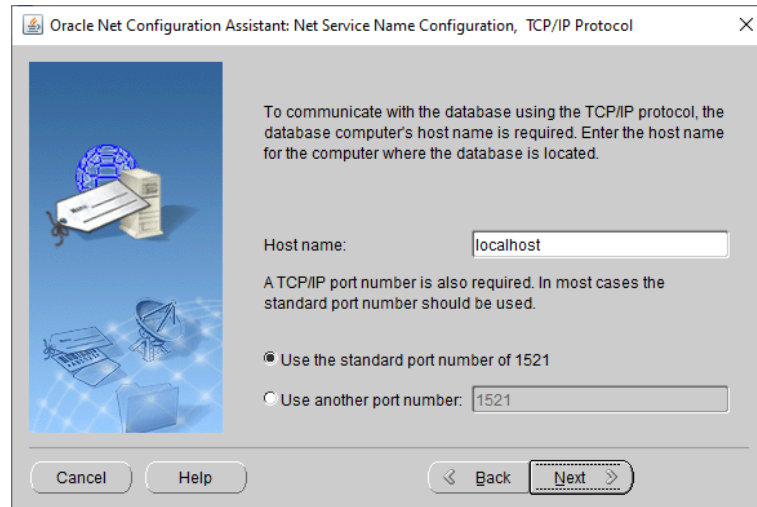 Oracle Net Configuration Assistant: Net Service Name Configuration, TCP/IP Protocol
To communicate with the database using the TCP/IP protocol, the
database computer's host name is required. Enter the host name
for the computer where the database is located.
Host name: localhost
A TCP/IP port number is also required. In most cases the
standard port number should be used.
Use the standard port number of 1521
Use another port number: 1521
Cancel Help Back Next